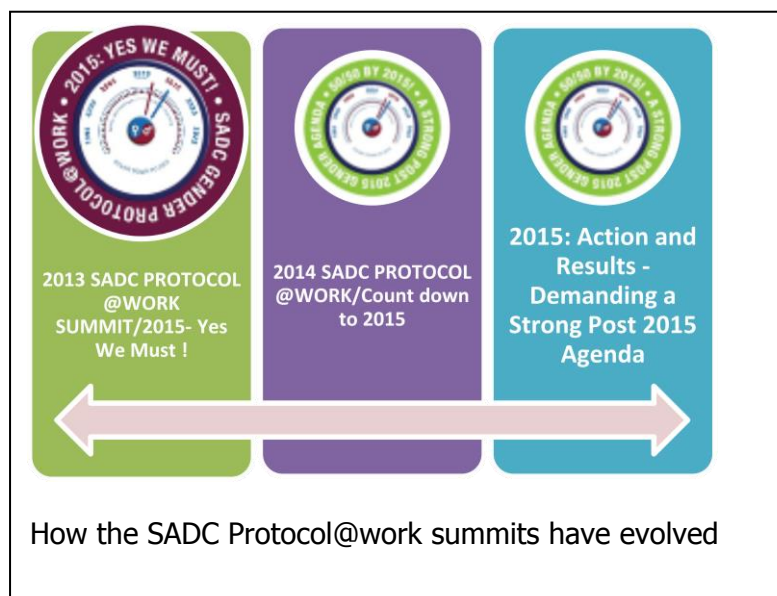 2015: YES WE MUST! • SADC GENDER PROTOCOL@WORK •
50/50 BY 2015! • A STRONG POST 2015 GENDER AGENDA •
50/50 BY 2015! • A STRONG POST 2015 GENDER AGENDA •
2013 SADC PROTOCOL
@WORK
SUMMIT/2015- Yes
We Must !
2014 SADC PROTOCOL
@WORK/Count down
to 2015
2015: Action and
Results -
Demanding a
Strong Post 2015
Agenda
How the SADC Protocol@work summits have evolved